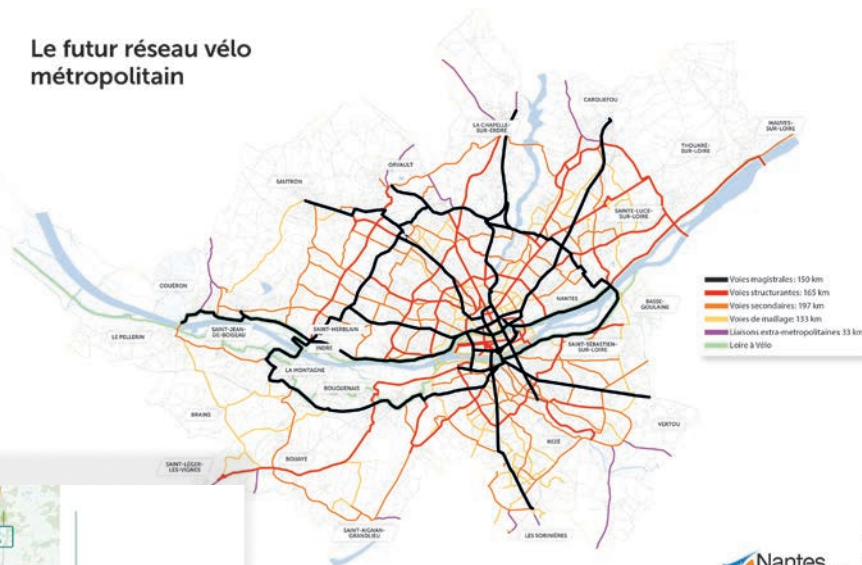 Le futur réseau vélo
métropolitain
CARQUEFOU
LA CHAPELLE-
SUR-ERDRE
MAUVES-
SUR-LOIRE
THOUARÉ-
SUR-LOIRE
ORVAULT
SAUTRON
SAINTE-LUCE-
SUR-LOIRE
COUËRON
NANTES
BASSE-
GOULAINE
LE PELLERIN
SAINT-JEAN-
DE-BOISEAU
SAINT-HERBLAIN
INDRE
SAINT-SÉBASTIEN-
SUR-LOIRE
LA MONTAGNE
BOUGUENAIS
BRAINS
VERTOU
REZÉ
BOUAYE
SAINT-LÉGER-
LES-VIGNES
SAINT-AIGNAN-
GRANDLIEU
LES SORINIÈRES
Voies magistrales: 150 km
Voies structurantes: 165 km
Voies secondaires: 197 km
Voies de maillage: 133 km
Liaisons extra-metropolitaines 33 km
Loire à Vélo
Nantes